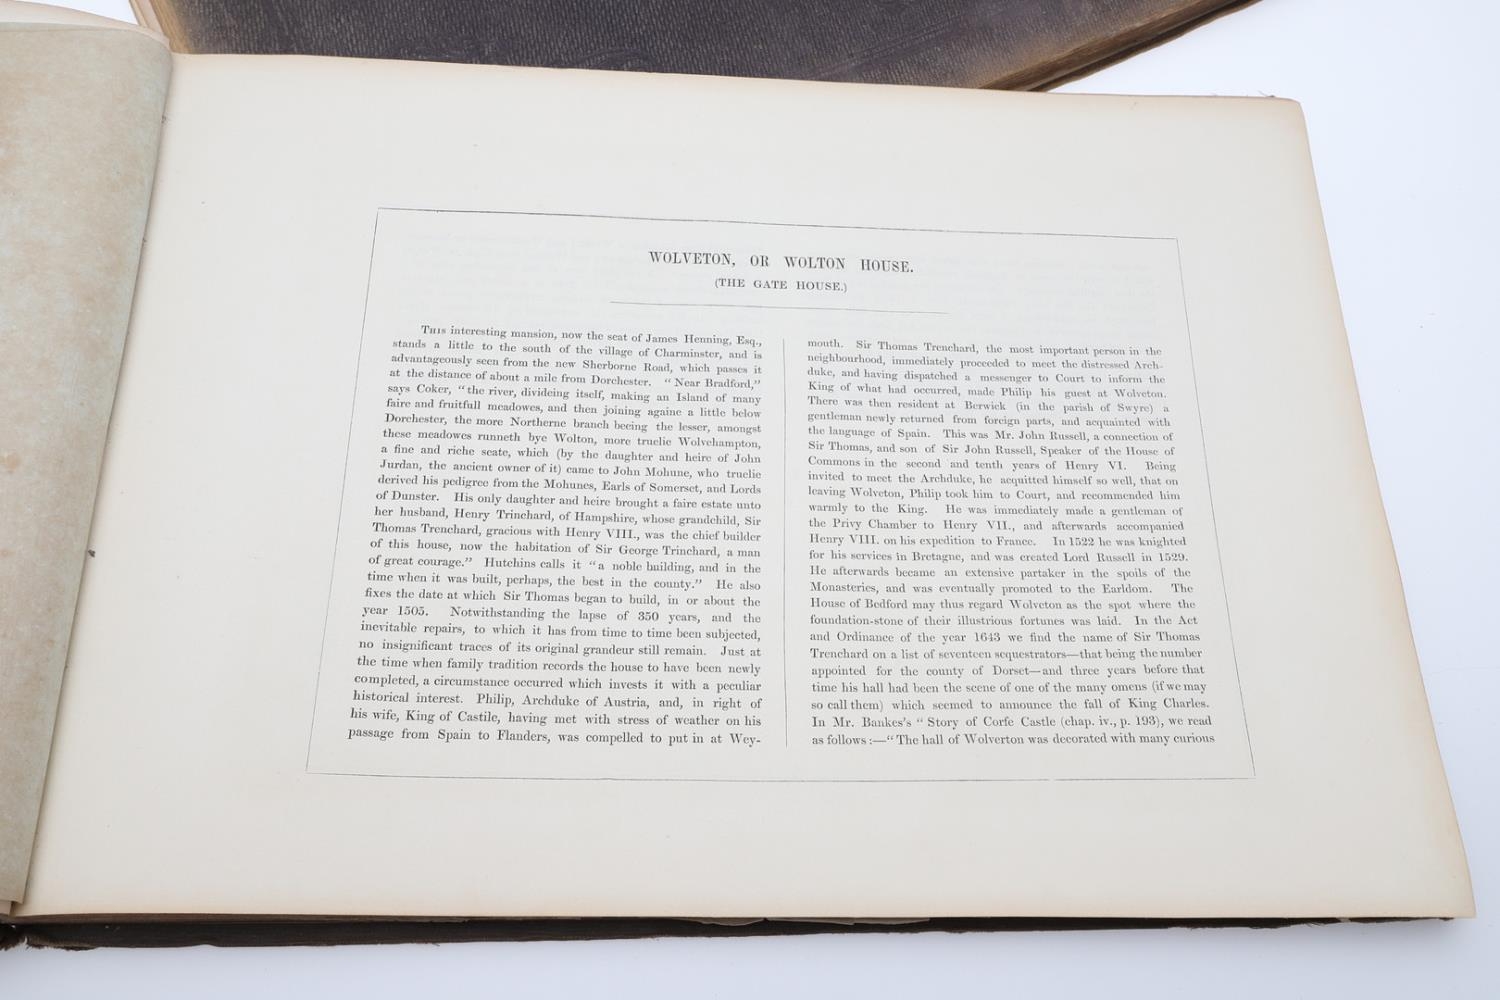 WOLVETON, OR WOLTON HOUSE.
(THE GATE HOUSE.)
THIS interesting mansion, now the seat of James Henning, Esq.,
stands a little to the south of the village of Charminster, and is
advantageously seen from the new Sherborne Road, which passes it
at the distance of about a mile from Dorchester. "Near Bradford,"
says Coker, "the river, divideing itself, making an Island of many
faire and fruitfull meadowes, and then joining againe a little below
Dorchester, the more Northerne branch beeing the lesser, amongst
these meadowes runneth bye Wolton, more truelie Wolvehampton,
a fine and riche seate, which (by the daughter and heire of John
Jurdan, the ancient owner of it) came to John Mohune, who truelie
derived his pedigree from the Mohunes, Earls of Somerset, and Lords
of Dunster. His only daughter and heire brought a faire estate unto
her husband, Henry Trinchard, of Hampshire, whose grandchild, Sir
Thomas Trenchard, gracious with Henry VIII., was the chief builder
of this house, now the habitation of Sir George Trinchard, a man
of great courage." Hutchins calls it "a noble building, and in the
time when it was built, perhaps, the best in the county." He also
fixes the date at which Sir Thomas began to build, in or about the
year 1505. Notwithstanding the lapse of 350 years, and the
inevitable repairs, to which it has from time to time been subjected,
no insignificant traces of its original grandeur still remain. Just at
the time when family tradition records the house to have been newly
completed, a circumstance occurred which invests it with a peculiar
historical interest. Philip, Archduke of Austria, and, in right of
his wife, King of Castile, having met with stress of weather on his
passage from Spain to Flanders, was compelled to put in at Wey-
mouth. Sir Thomas Trenchard, the most important person in the
neighbourhood, immediately proceeded to meet the distressed Arch-
duke, and having dispatched a messenger to Court to inform the
King of what had occurred, made Philip his guest at Wolveton.
There was then resident at Berwick (in the parish of Swyre) a
gentleman newly returned from foreign parts, and acquainted with
the language of Spain. This was Mr. John Russell, a connection of
Sir Thomas, and son of Sir John Russell, Speaker of the House of
Commons in the second and tenth years of Henry VI. Being
invited to meet the Archduke, he acquitted himself so well, that on
leaving Wolveton, Philip took him to Court, and recommended him
warmly to the King. He was immediately made a gentleman of
the Privy Chamber to Henry VII., and afterwards accompanied
Henry VIII. on his expedition to France. In 1522 he was knighted
for his services in Bretagne, and was created Lord Russell in 1529.
He afterwards became an extensive partaker in the spoils of the
Monasteries, and was eventually promoted to the Earldom. The
House of Bedford may thus regard Wolveton as the spot where the
foundation-stone of their illustrious fortunes was laid. In the Act
and Ordinance of the year 1643 we find the name of Sir Thomas
Trenchard on a list of seventeen sequestrators—that being the number
appointed for the county of Dorset—and three years before that
time his hall had been the scene of one of the many omens (if we may
so call them) which seemed to announce the fall of King Charles.
In Mr. Bankes's "Story of Corfe Castle (chap. iv., p. 193), we read
as follows :—"The hall of Wolverton was decorated with many curious